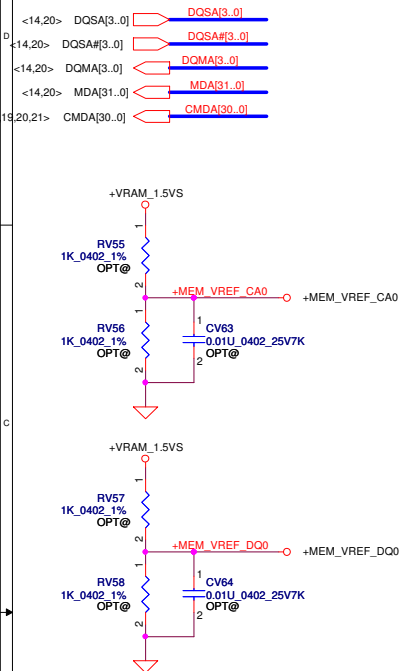 <14,20> DQSA[3..0] DQSA[3..0]
D
<14,20> DQSA#[3..0] DQSA#[3..0]
<14,20> DQMA[3..0] DQMA[3..0]
<14,20> MDA[31..0] MDA[31..0]
19,20,21> CMDA[30..0] CMDA[30..0]
+VRAM_1.5VS
1
RV55
1K_0402_1%
OPT@
2
+MEM_VREF_CA0 +MEM_VREF_CA0
1
RV56
1K_0402_1%
OPT@
2
1
CV63
0.01U_0402_25V7K
OPT@
2
C
+VRAM_1.5VS
1
RV57
1K_0402_1%
OPT@
2
+MEM_VREF_DQ0 +MEM_VREF_DQ0
1
RV58
1K_0402_1%
OPT@
2
1
CV64
0.01U_0402_25V7K
OPT@
2